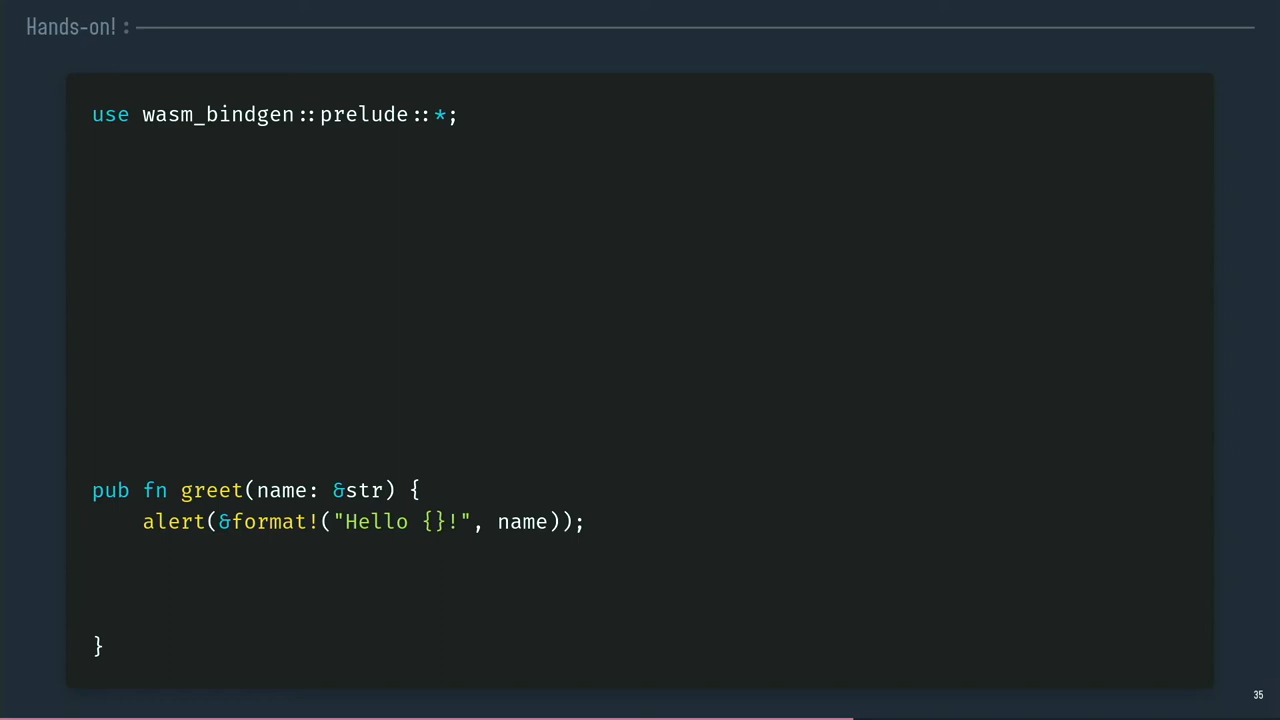 Hands-on! :
use wasm_bindgen::prelude::*;
pub fn greet(name: &str) {
    alert(&format!("Hello {}!", name));
}
35